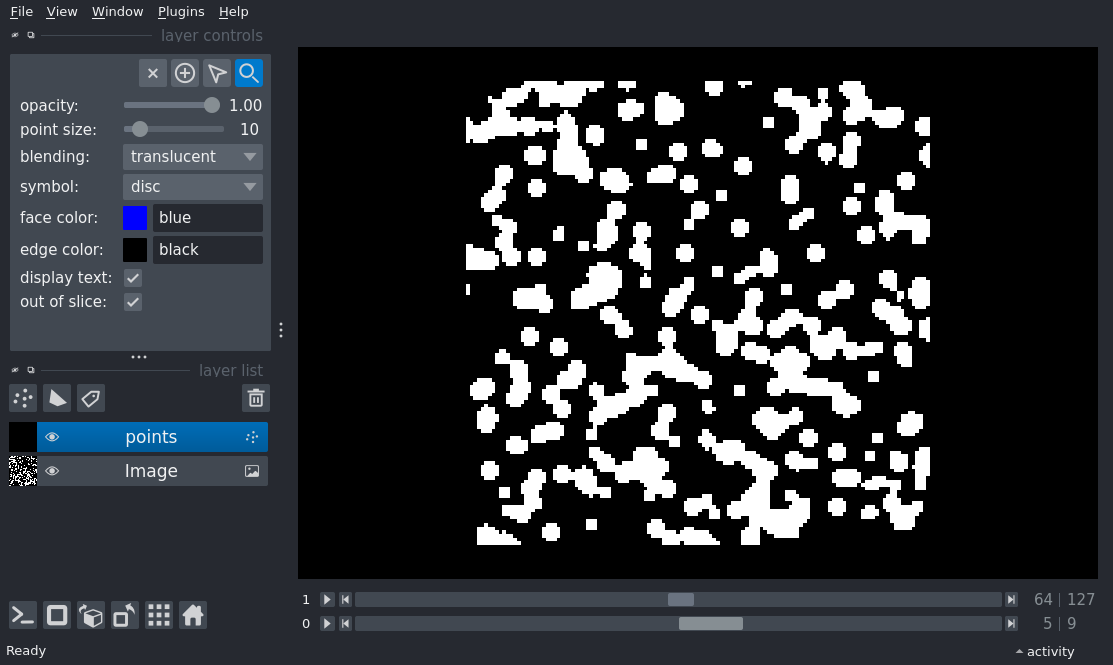 File View Window Plugins Help
layer controls
opacity: 1.00
point size: 10
blending: translucent
symbol: disc
face color: blue
edge color: black
display text:
out of slice:
layer list
points
Image
1 64 | 127
0 5 | 9
Ready activity